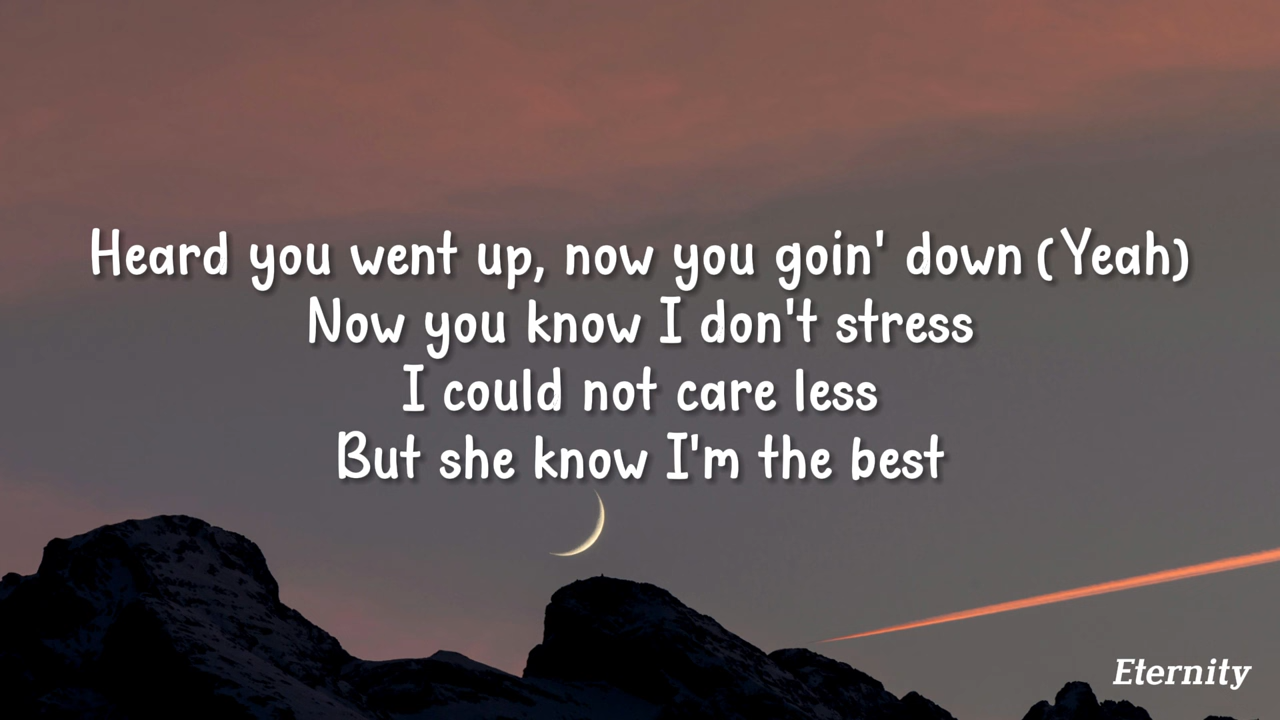 Heard you went up, now you goin' down (Yeah)
Now you know I don't stress
I could not care less
But she know I'm the best
Eternity